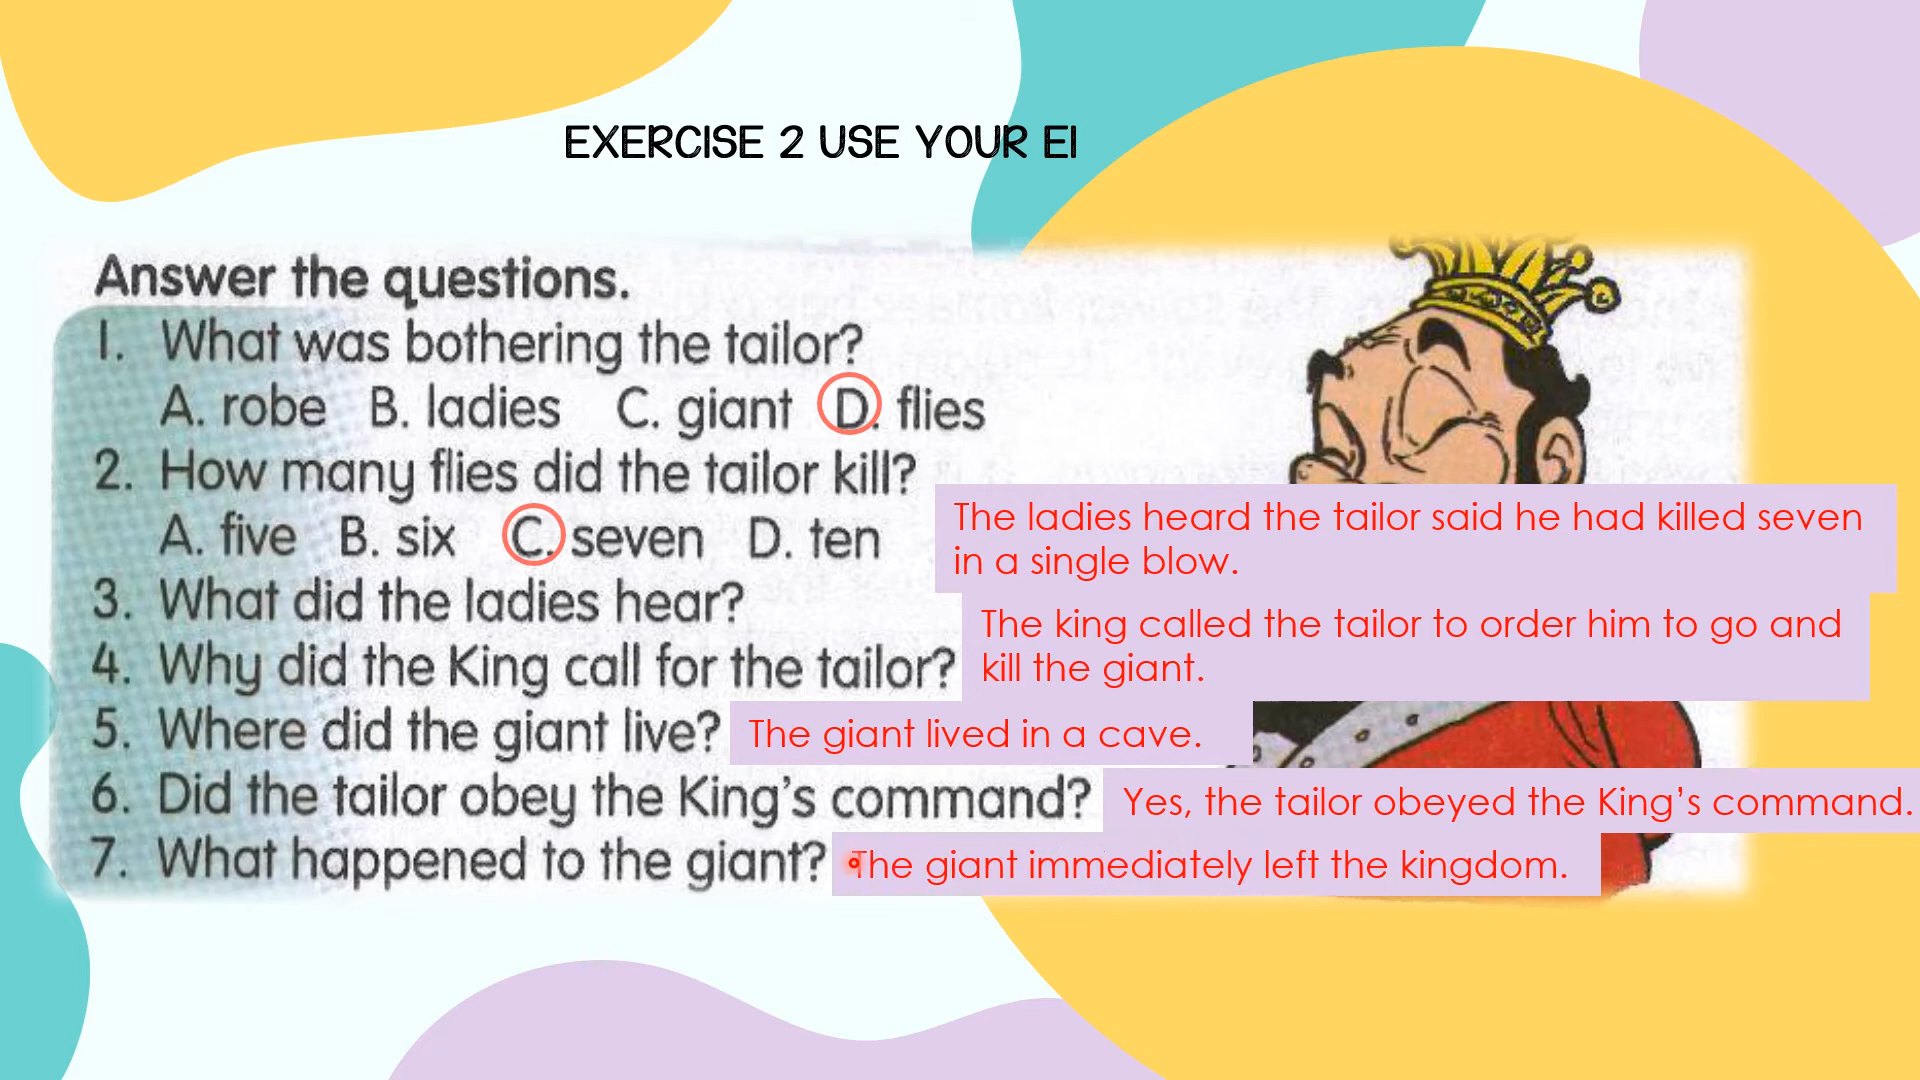 EXERCISE 2 USE YOUR EI
Answer the questions.
1. What was bothering the tailor?
A. robe B. ladies C. giant D. flies
2. How many flies did the tailor kill?
A. five B. six C. seven D. ten
The ladies heard the tailor said he had killed seven
in a single blow.
3. What did the ladies hear?
The king called the tailor to order him to go and
kill the giant.
4. Why did the King call for the tailor?
5. Where did the giant live? The giant lived in a cave.
6. Did the tailor obey the King's command? Yes, the tailor obeyed the King's command.
7. What happened to the giant? The giant immediately left the kingdom.